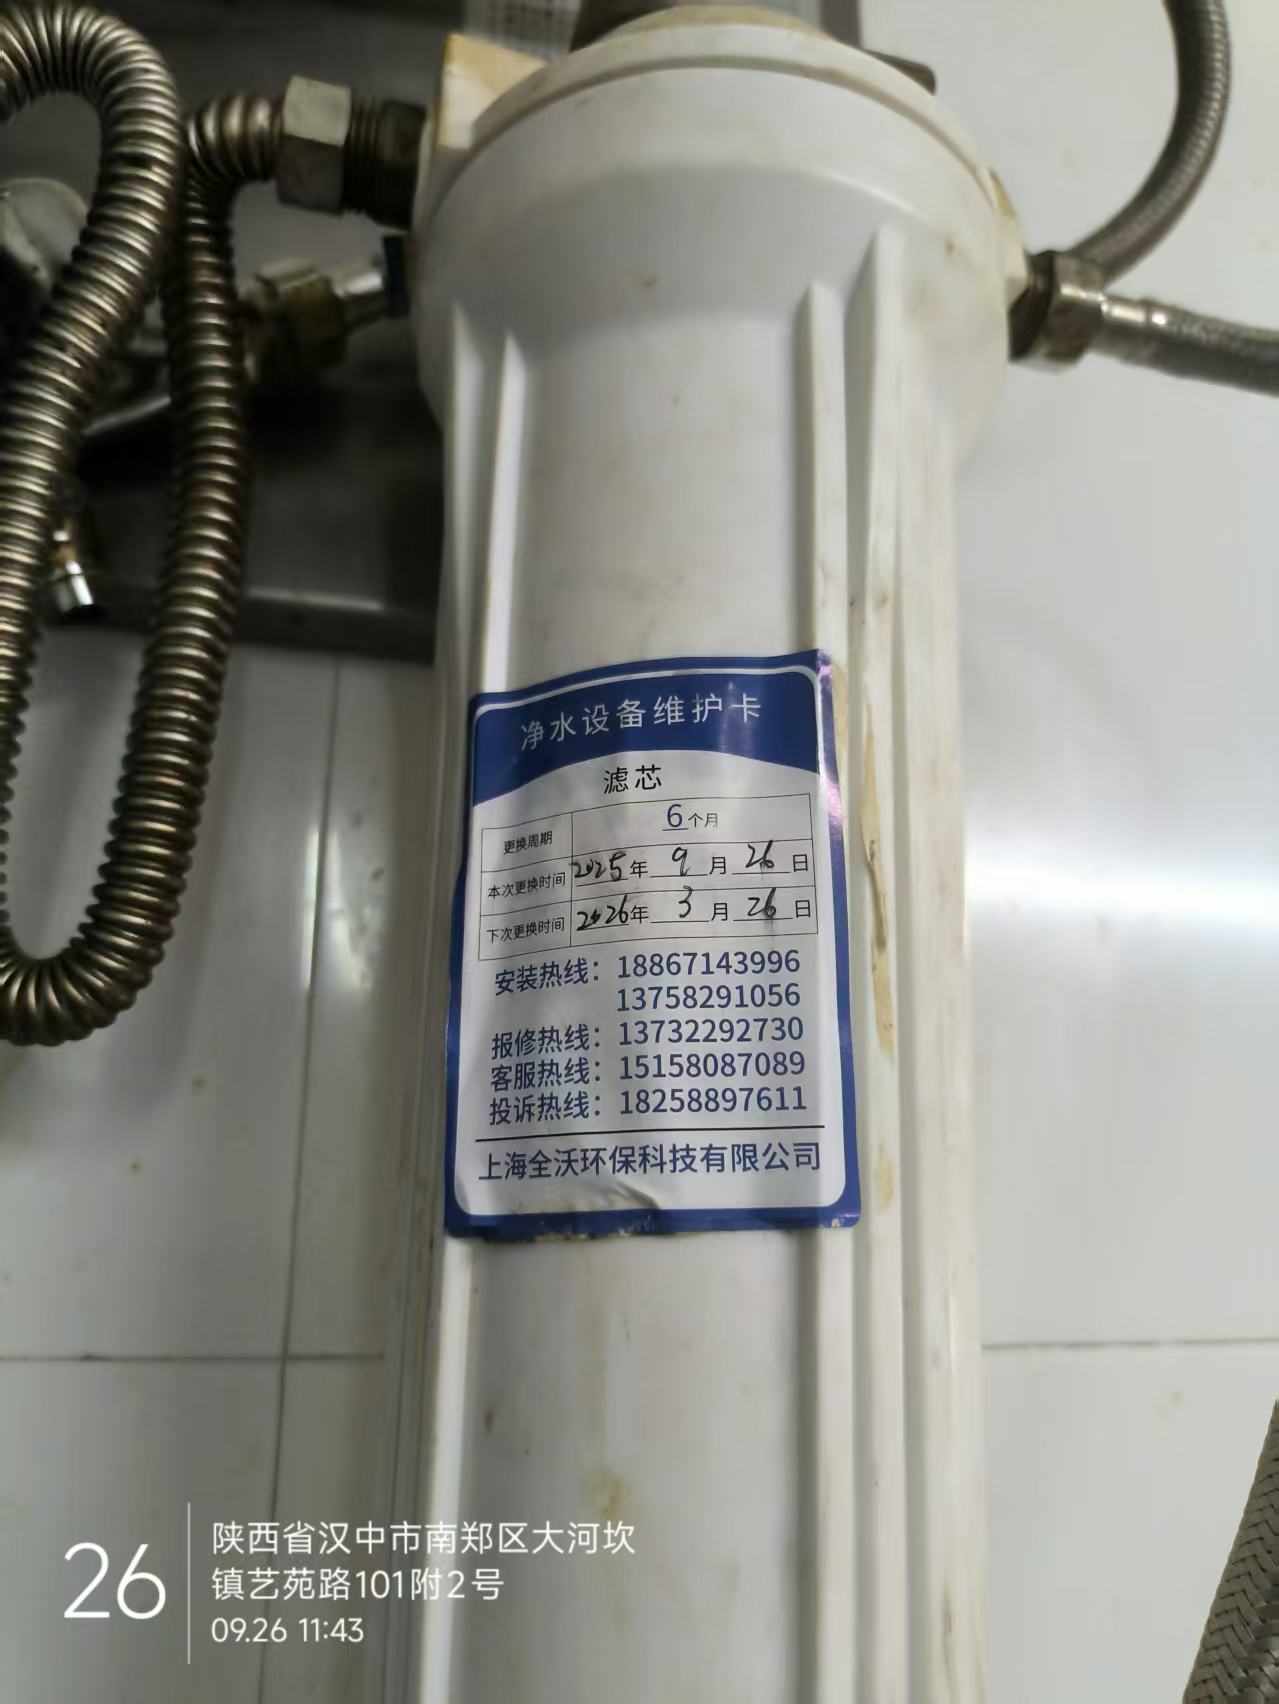 净水设备维护卡
滤芯
更换周期 6个月
本次更换时间 2025年9月26日
下次更换时间 2026年3月26日
安装热线：18867143996
13758291056
报修热线：13732292730
客服热线：15158087089
投诉热线：18258897611
上海全沃环保科技有限公司
26
陕西省汉中市南郑区大河坎
镇艺苑路101附2号
09.26 11:43